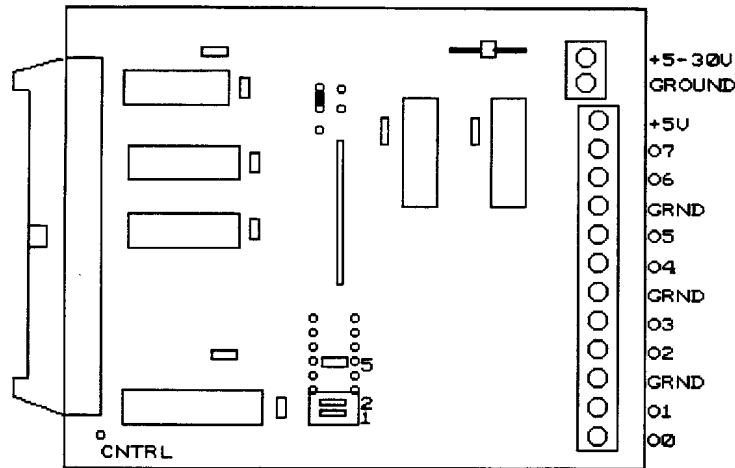 +5-30V
GROUND
+5V
O7
O6
GRND
O5
O4
GRND
O3
O2
GRND
O1
O0
5
2
1
CNTRL